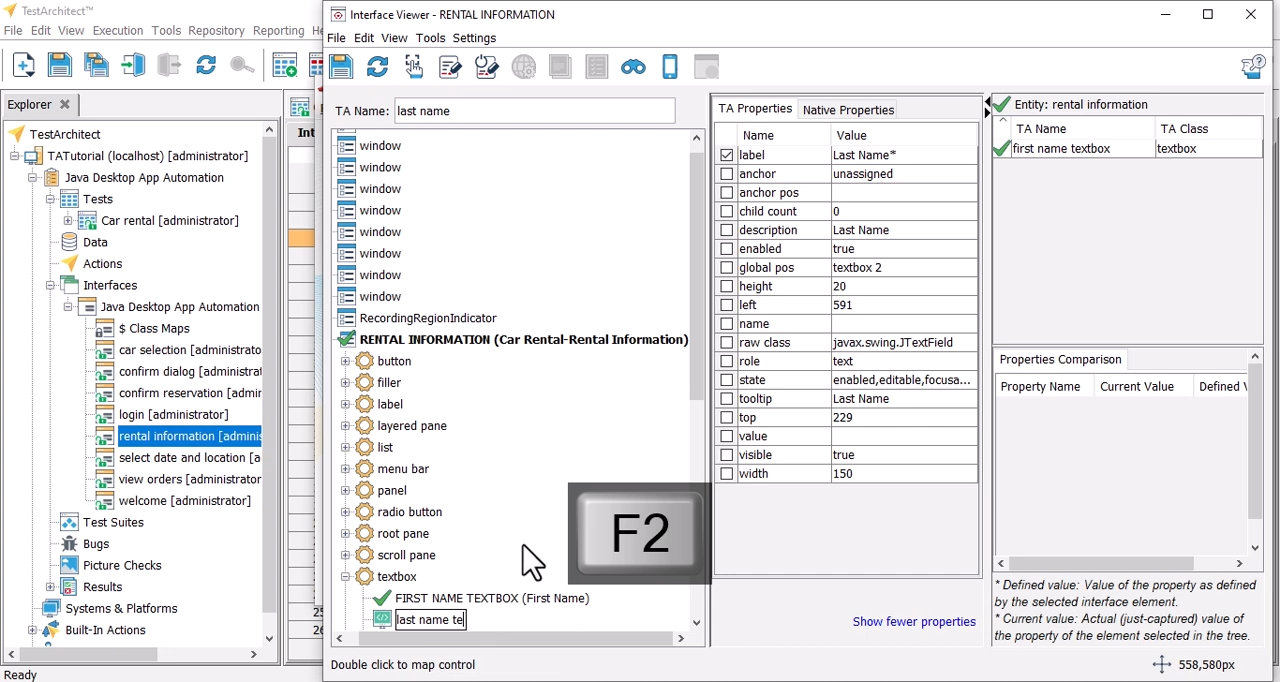 TestArchitect™
File Edit View Execution Tools Repository Reporting
Explorer
TestArchitect
TATutorial (localhost) [administrator]
Java Desktop App Automation
Tests
Car rental [administrator]
Data
Actions
Interfaces
Java Desktop App Automation
$ Class Maps
car selection [administrato
confirm dialog [administrat
confirm reservation [admin
login [administrator]
rental information [adminis
select date and location [a
view orders [administrator
welcome [administrator]
Test Suites
Bugs
Picture Checks
Results
Systems & Platforms
Built-In Actions
Ready
Interface Viewer - RENTAL INFORMATION
File Edit View Tools Settings
TA Name: last name
window
window
window
window
window
window
window
window
RecordingRegionIndicator
RENTAL INFORMATION (Car Rental-Rental Information)
button
filler
label
layered pane
list
menu bar
panel
radio button
root pane
scroll pane
textbox
FIRST NAME TEXTBOX (First Name)
last name te
Double click to map control
F2
TA Properties Native Properties
Name Value
label Last Name*
anchor unassigned
anchor pos
child count 0
description Last Name
enabled true
global pos textbox 2
height 20
left 591
name
raw class javax.swing.JTextField
role text
state enabled,editable,focusa...
tooltip Last Name
top 229
value
visible true
width 150
Show fewer properties
Entity: rental information
TA Name TA Class
first name textbox textbox
Properties Comparison
Property Name Current Value Defined V
* Defined value: Value of the property as defined
by the selected interface element.
* Current value: Actual (just-captured) value of
the property of the element selected in the tree.
558,580px